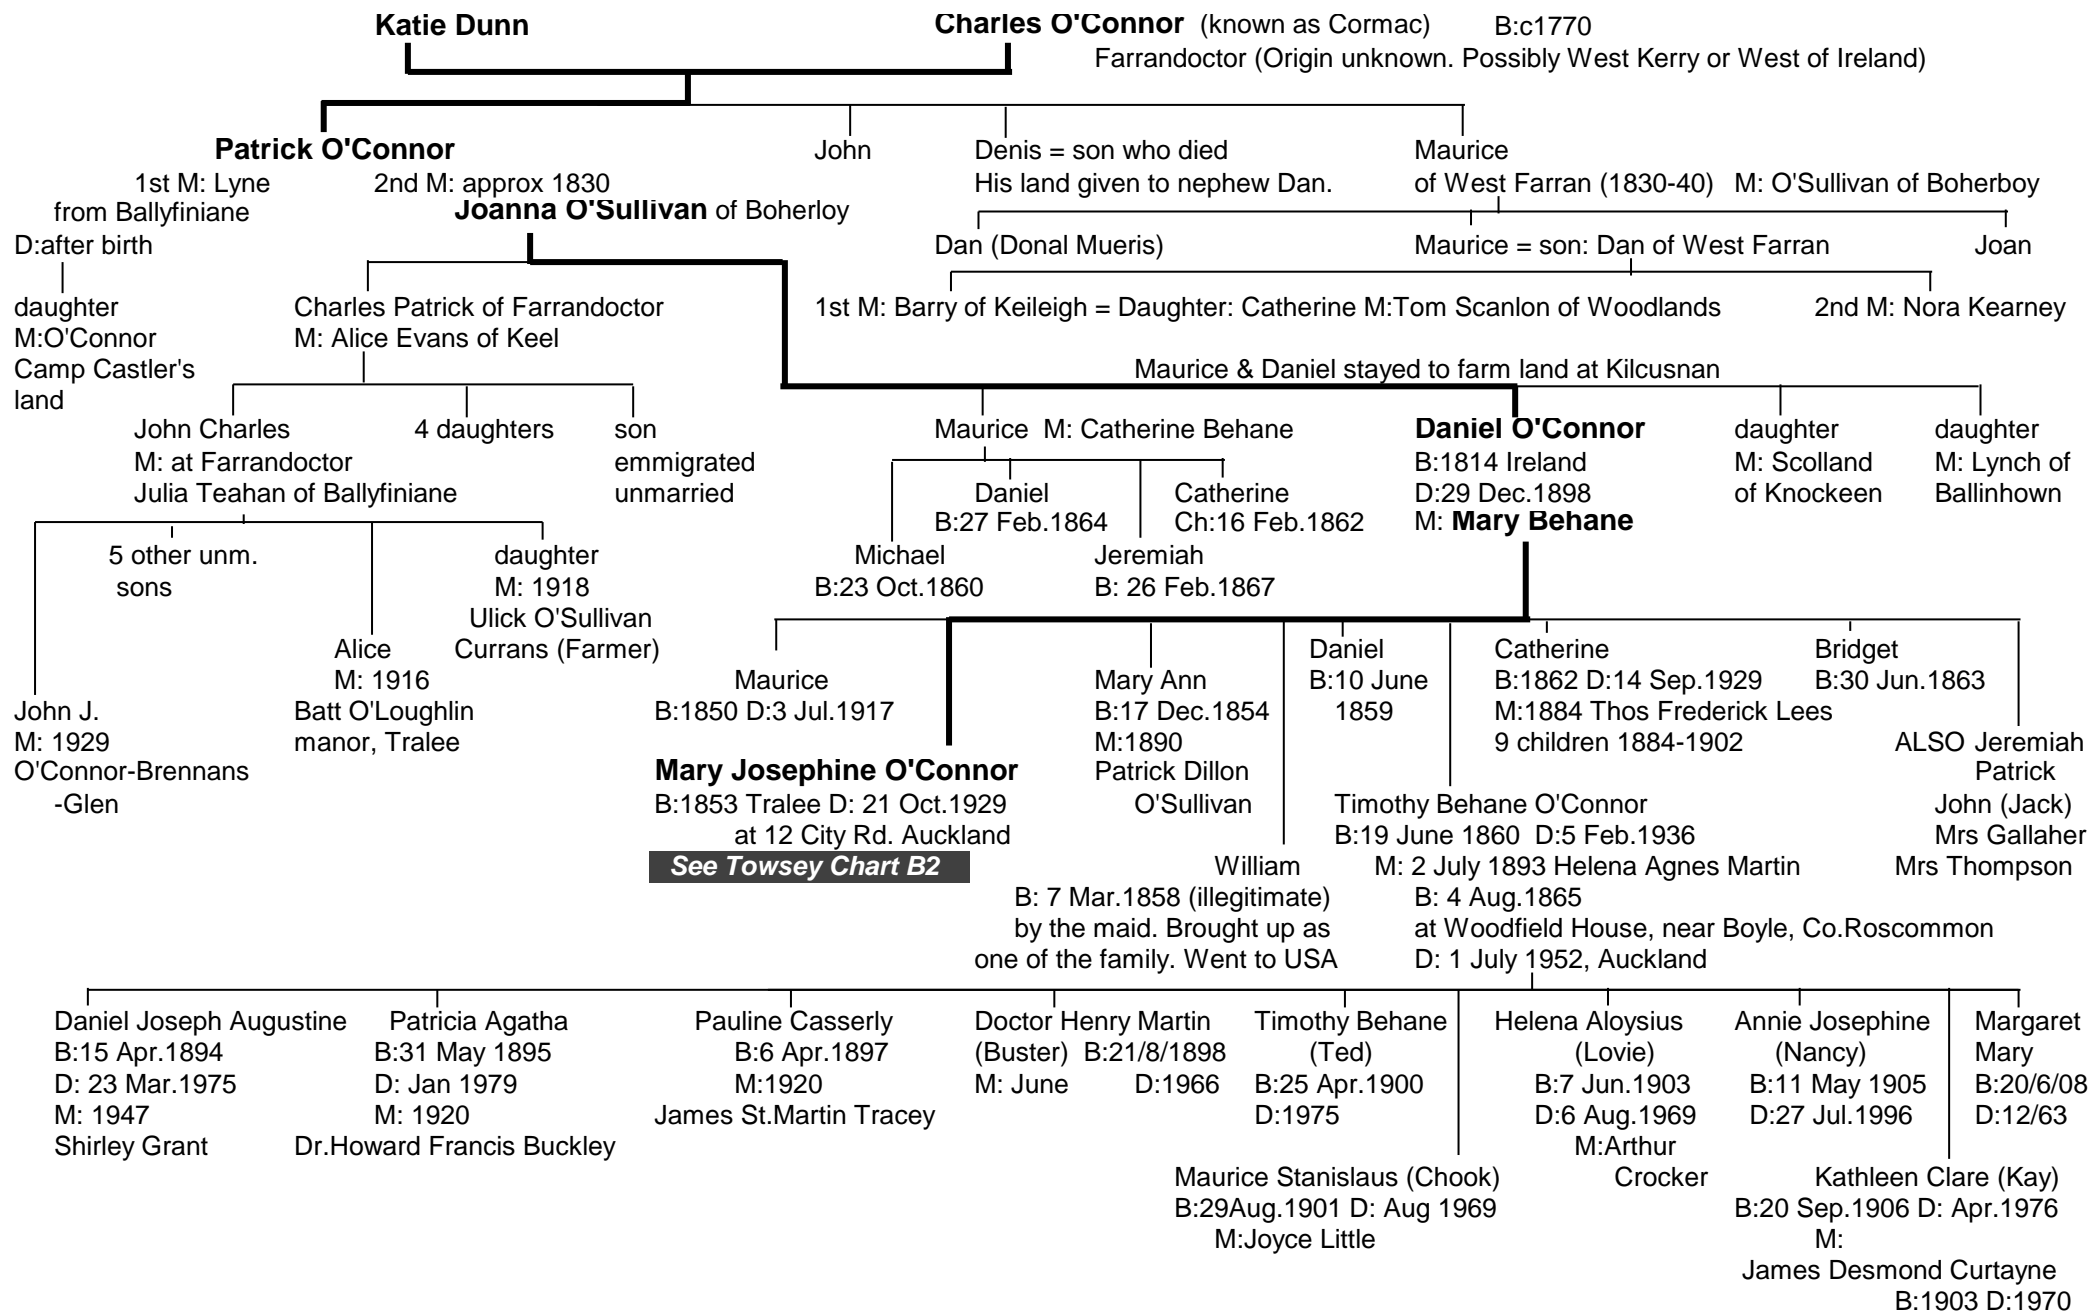 Katie Dunn
Charles O'Connor (known as Cormac) B:c1770
Farrandoctor (Origin unknown. Possibly West Kerry or West of Ireland)
Patrick O'Connor
1st M: Lyne
from Ballyfiniane
D:after birth
2nd M: approx 1830
Joanna O'Sullivan of Boherloy
John
Denis = son who died
His land given to nephew Dan.
Maurice
of West Farran (1830-40) M: O'Sullivan of Boherboy
Dan (Donal Mueris)
Maurice = son: Dan of West Farran
Joan
daughter
M:O'Connor
Camp Castler's
land
Charles Patrick of Farrandoctor
M: Alice Evans of Keel
1st M: Barry of Keileigh = Daughter: Catherine M:Tom Scanlon of Woodlands
2nd M: Nora Kearney
Maurice & Daniel stayed to farm land at Kilcusnan
John Charles
M: at Farrandoctor
Julia Teahan of Ballyfiniane
4 daughters
son
emmigrated
unmarried
Maurice M: Catherine Behane
Daniel O'Connor
B:1814 Ireland
D:29 Dec.1898
M: Mary Behane
daughter
M: Scolland
of Knockeen
daughter
M: Lynch of
Ballinhown
Daniel
B:27 Feb.1864
Catherine
Ch:16 Feb.1862
Michael
B:23 Oct.1860
Jeremiah
B: 26 Feb.1867
5 other unm.
sons
daughter
M: 1918
Ulick O'Sullivan
Currans (Farmer)
Alice
M: 1916
Batt O'Loughlin
manor, Tralee
John J.
M: 1929
O'Connor-Brennans
-Glen
Maurice
B:1850 D:3 Jul.1917
Mary Josephine O'Connor
B:1853 Tralee D: 21 Oct.1929
at 12 City Rd. Auckland
See Towsey Chart B2
Mary Ann
B:17 Dec.1854
M:1890
Patrick Dillon
O'Sullivan
William
B: 7 Mar.1858 (illegitimate)
by the maid. Brought up as
one of the family. Went to USA
Daniel
B:10 June
1859
Timothy Behane O'Connor
B:19 June 1860 D:5 Feb.1936
M: 2 July 1893 Helena Agnes Martin
B: 4 Aug.1865
at Woodfield House, near Boyle, Co.Roscommon
D: 1 July 1952, Auckland
Catherine
B:1862 D:14 Sep.1929
M:1884 Thos Frederick Lees
9 children 1884-1902
Bridget
B:30 Jun.1863
ALSO Jeremiah
Patrick
John (Jack)
Mrs Gallaher
Mrs Thompson
Daniel Joseph Augustine
B:15 Apr.1894
D: 23 Mar.1975
M: 1947
Shirley Grant
Patricia Agatha
B:31 May 1895
D: Jan 1979
M: 1920
Dr.Howard Francis Buckley
Pauline Casserly
B:6 Apr.1897
M:1920
James St.Martin Tracey
Doctor Henry Martin
(Buster) B:21/8/1898
M: June D:1966
Timothy Behane
(Ted)
B:25 Apr.1900
D:1975
Maurice Stanislaus (Chook)
B:29Aug.1901 D: Aug 1969
M:Joyce Little
Helena Aloysius
(Lovie)
B:7 Jun.1903
D:6 Aug.1969
M:Arthur
Crocker
Annie Josephine
(Nancy)
B:11 May 1905
D:27 Jul.1996
Kathleen Clare (Kay)
B:20 Sep.1906 D: Apr.1976
M:
James Desmond Curtayne
B:1903 D:1970
Margaret
Mary
B:20/6/08
D:12/63